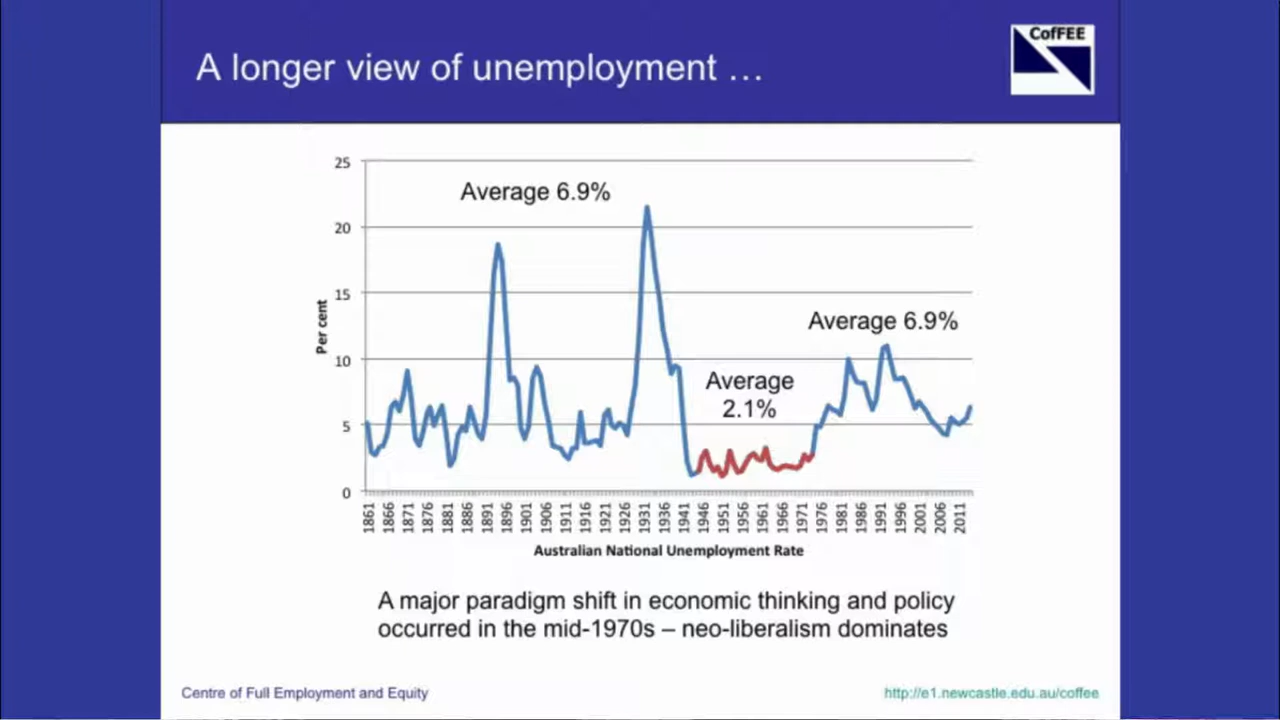 A longer view of unemployment …
CofFEE
25
20
15
10
5
0
Per cent
Average 6.9%
Average
2.1%
Average 6.9%
1861 1866 1871 1876 1881 1886 1891 1896 1901 1906 1911 1916 1921 1926 1931 1936 1941 1946 1951 1956 1961 1966 1971 1976 1981 1986 1991 1996 2001 2006 2011
Australian National Unemployment Rate
A major paradigm shift in economic thinking and policy
occurred in the mid-1970s – neo-liberalism dominates
Centre of Full Employment and Equity
http://e1.newcastle.edu.au/coffee